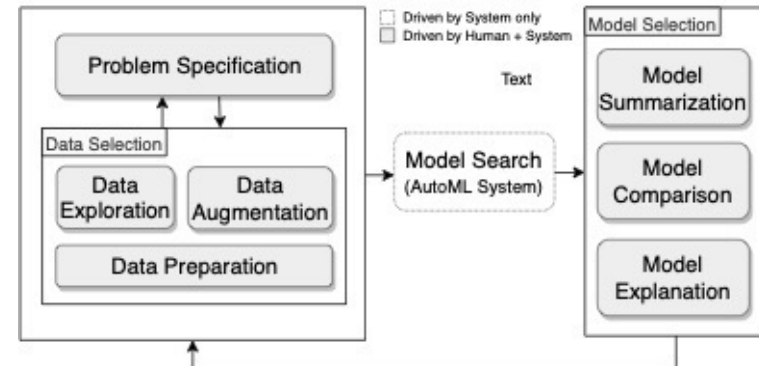 Problem Specification
Data Selection
Data
Exploration
Data
Augmentation
Data Preparation
Driven by System only
Driven by Human + System
Text
Model Search
(AutoML System)
Model Selection
Model
Summarization
Model
Comparison
Model
Explanation